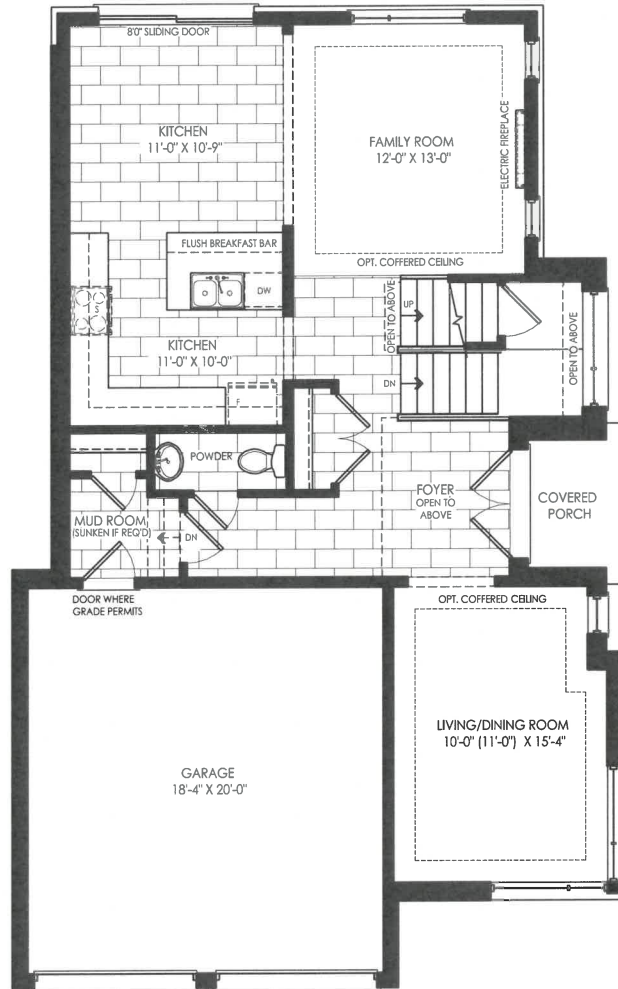 8'0" SLIDING DOOR
KITCHEN
11'-0" X 10'-9"
FAMILY ROOM
12'-0" X 13'-0"
ELECTRIC FIREPLACE
FLUSH BREAKFAST BAR
OPT. COFFERED CEILING
DW
S
UP
OPEN TO ABOVE
OPEN TO ABOVE
KITCHEN
11'-0" X 10'-0"
DN
F
POWDER
FOYER
OPEN TO
ABOVE
COVERED
PORCH
MUD ROOM
(SUNKEN IF REQ'D)
DN
DOOR WHERE
GRADE PERMITS
OPT. COFFERED CEILING
LIVING/DINING ROOM
10'-0" (11'-0") X 15'-4"
GARAGE
18'-4" X 20'-0"